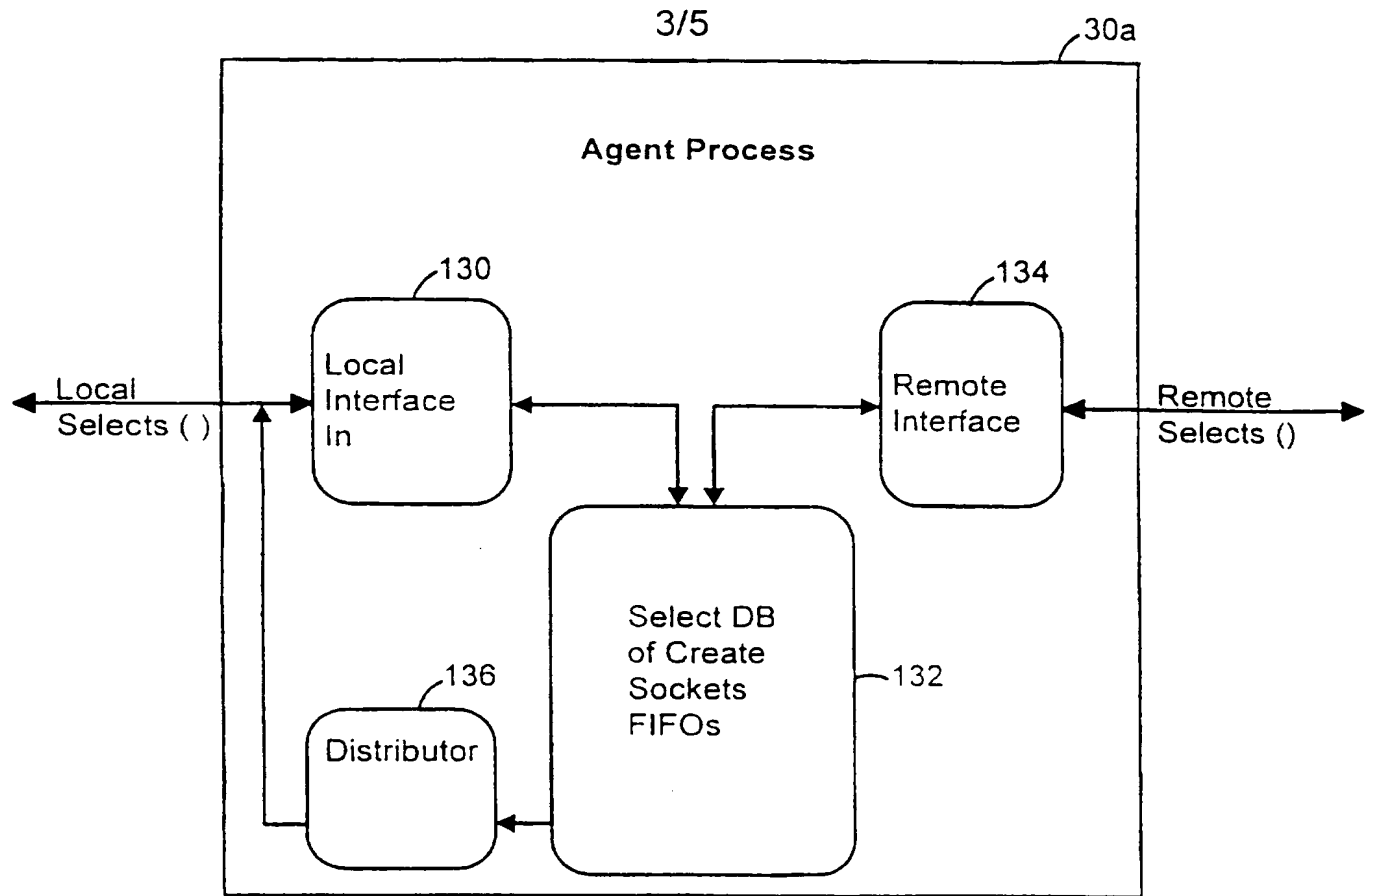 3/5
30a
Agent Process
130
134
Local
Interface
In
Remote
Interface
Local
Selects ( )
Remote
Selects ()
Select DB
of Create
Sockets
FIFOs
132
136
Distributor